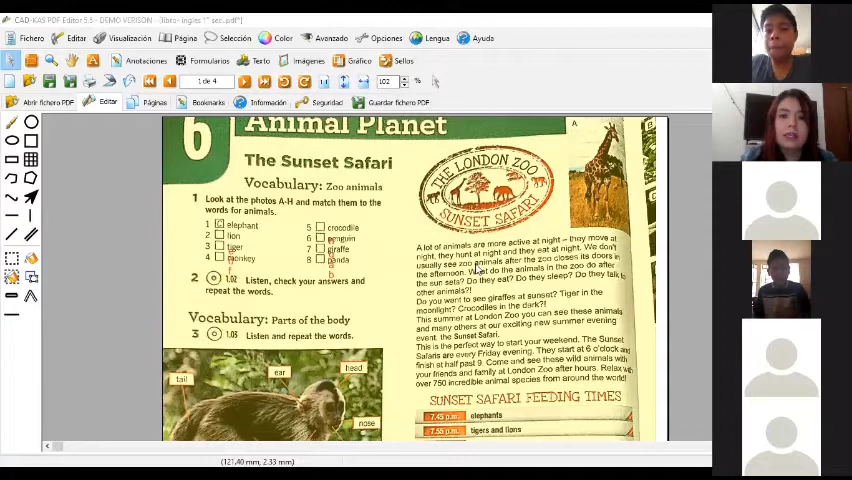 CAD-KAS PDF Editor 5.5 - DEMO VERISON - [libro- ingles 1° sec..pdf?]
Fichero Editar Visualización Página Selección Color Avanzado Opciones Lengua Ayuda
Anotaciones Formularios Texto Imágenes Gráfico Sellos
1 de 4 102 %
Abrir fichero PDF Editar Páginas Bookmarks Información Seguridad Guardar fichero PDF
6 Animal Planet
The Sunset Safari
Vocabulary: Zoo animals
1 Look at the photos A-H and match them to the
words for animals.
1 C elephant
2 lion
3 tiger
4 monkey
5 crocodile
6 penguin
7 giraffe
8 panda
2 1.02 Listen, check your answers and
repeat the words.
Vocabulary: Parts of the body
3 1.03 Listen and repeat the words.
tail
ear
head
nose
THE LONDON ZOO
SUNSET SAFARI
A
B
A lot of animals are more active at night – they move at
night, they hunt at night and they eat at night. We don't
usually see zoo animals after the zoo closes its doors in
the afternoon. What do the animals in the zoo do after
the sun sets? Do they eat? Do they sleep? Do they talk to
other animals?!
Do you want to see giraffes at sunset? Tiger in the
moonlight? Crocodiles in the dark?!
This summer at London Zoo you can see these animals
and many others at our exciting new summer evening
event, the Sunset Safari.
This is the perfect way to start your weekend. The Sunset
Safaris are every Friday evening. They start at 6 o'clock and
finish at half past 9. Come and see these wild animals with
your friends and family at London Zoo after hours. Relax with
over 750 incredible animal species from around the world!
SUNSET SAFARI FEEDING TIMES
7.45 p.m. elephants
7.55 p.m. tigers and lions
(121,40 mm, 2.33 mm)